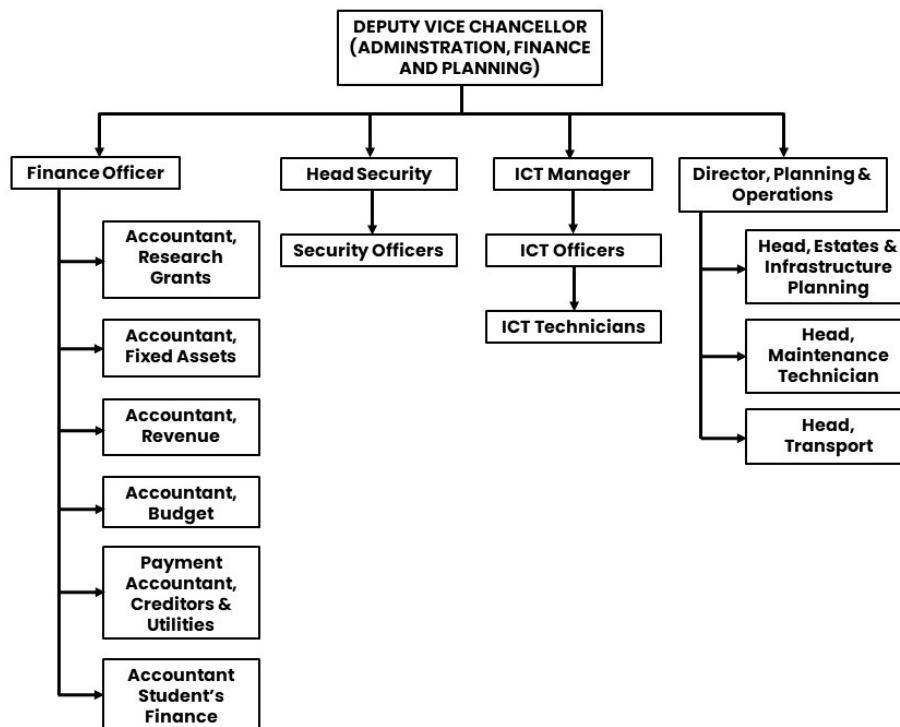 DEPUTY VICE CHANCELLOR
(ADMINSTRATION, FINANCE
AND PLANNING)
Finance Officer
Head Security
ICT Manager
Director, Planning &
Operations
Accountant,
Research
Grants
Accountant,
Fixed Assets
Accountant,
Revenue
Accountant,
Budget
Payment
Accountant,
Creditors &
Utilities
Accountant
Student’s
Finance
Security Officers
ICT Officers
ICT Technicians
Head, Estates &
Infrastructure
Planning
Head,
Maintenance
Technician
Head,
Transport